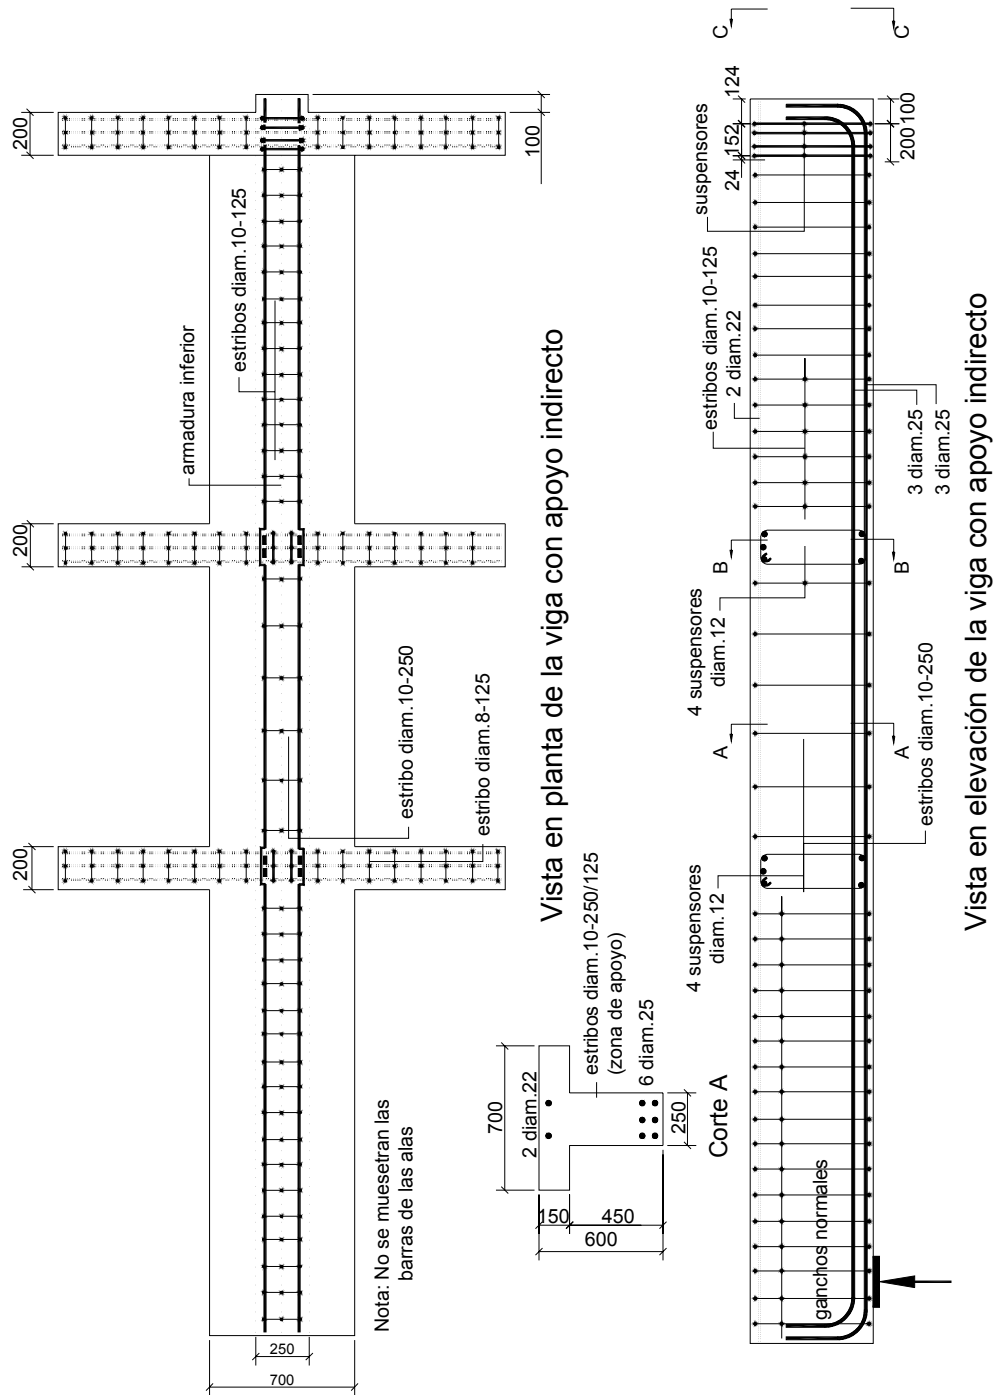 200
100
estribos diam.10-125
armadura inferior
200
estribo diam.10-250
estribo diam.8-125
200
Nota: No se muesetran las
barras de las alas
250
700
Vista en planta de la viga con apoyo indirecto
700
2 diam.22
estribos diam.10-250/125
(zona de apoyo)
6 diam.25
150
450
600
250
Corte A
C
C
124
152
24
100
200
suspensores
estribos diam.10-125
2 diam.22
3 diam.25
3 diam.25
B
B
4 suspensores
diam.12
A
A
estribos diam.10-250
4 suspensores
diam.12
ganchos normales
Vista en elevación de la viga con apoyo indirecto